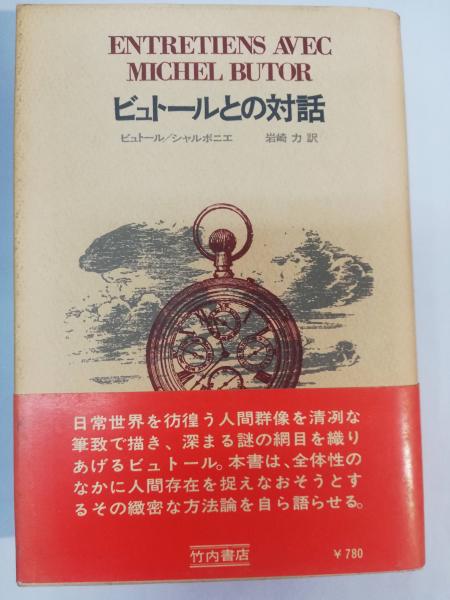 ENTRETIENS AVEC
MICHEL BUTOR
ビュトールとの対話
ビュトール/シャルボニエ 岩崎 力 訳
日常世界を彷徨う人間群像を清冽な
筆致で描き、深まる謎の網目を織り
あげるビュトール。本書は、全体性の
なかに人間存在を捉えなおそうとす
るその緻密な方法論を自ら語らせる。
竹内書店 ￥780